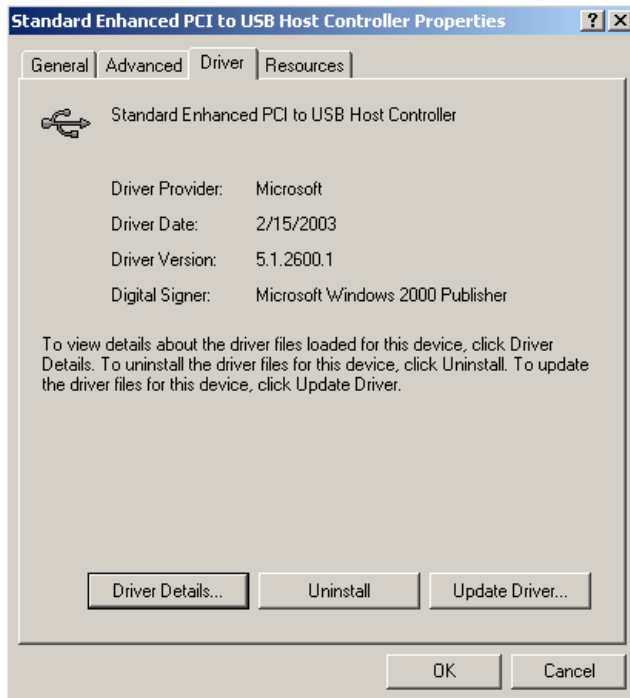 Standard Enhanced PCI to USB Host Controller Properties ? X
General Advanced Driver Resources
Standard Enhanced PCI to USB Host Controller
Driver Provider: Microsoft
Driver Date: 2/15/2003
Driver Version: 5.1.2600.1
Digital Signer: Microsoft Windows 2000 Publisher
To view details about the driver files loaded for this device, click Driver
Details. To uninstall the driver files for this device, click Uninstall. To update
the driver files for this device, click Update Driver.
Driver Details... Uninstall Update Driver...
OK Cancel